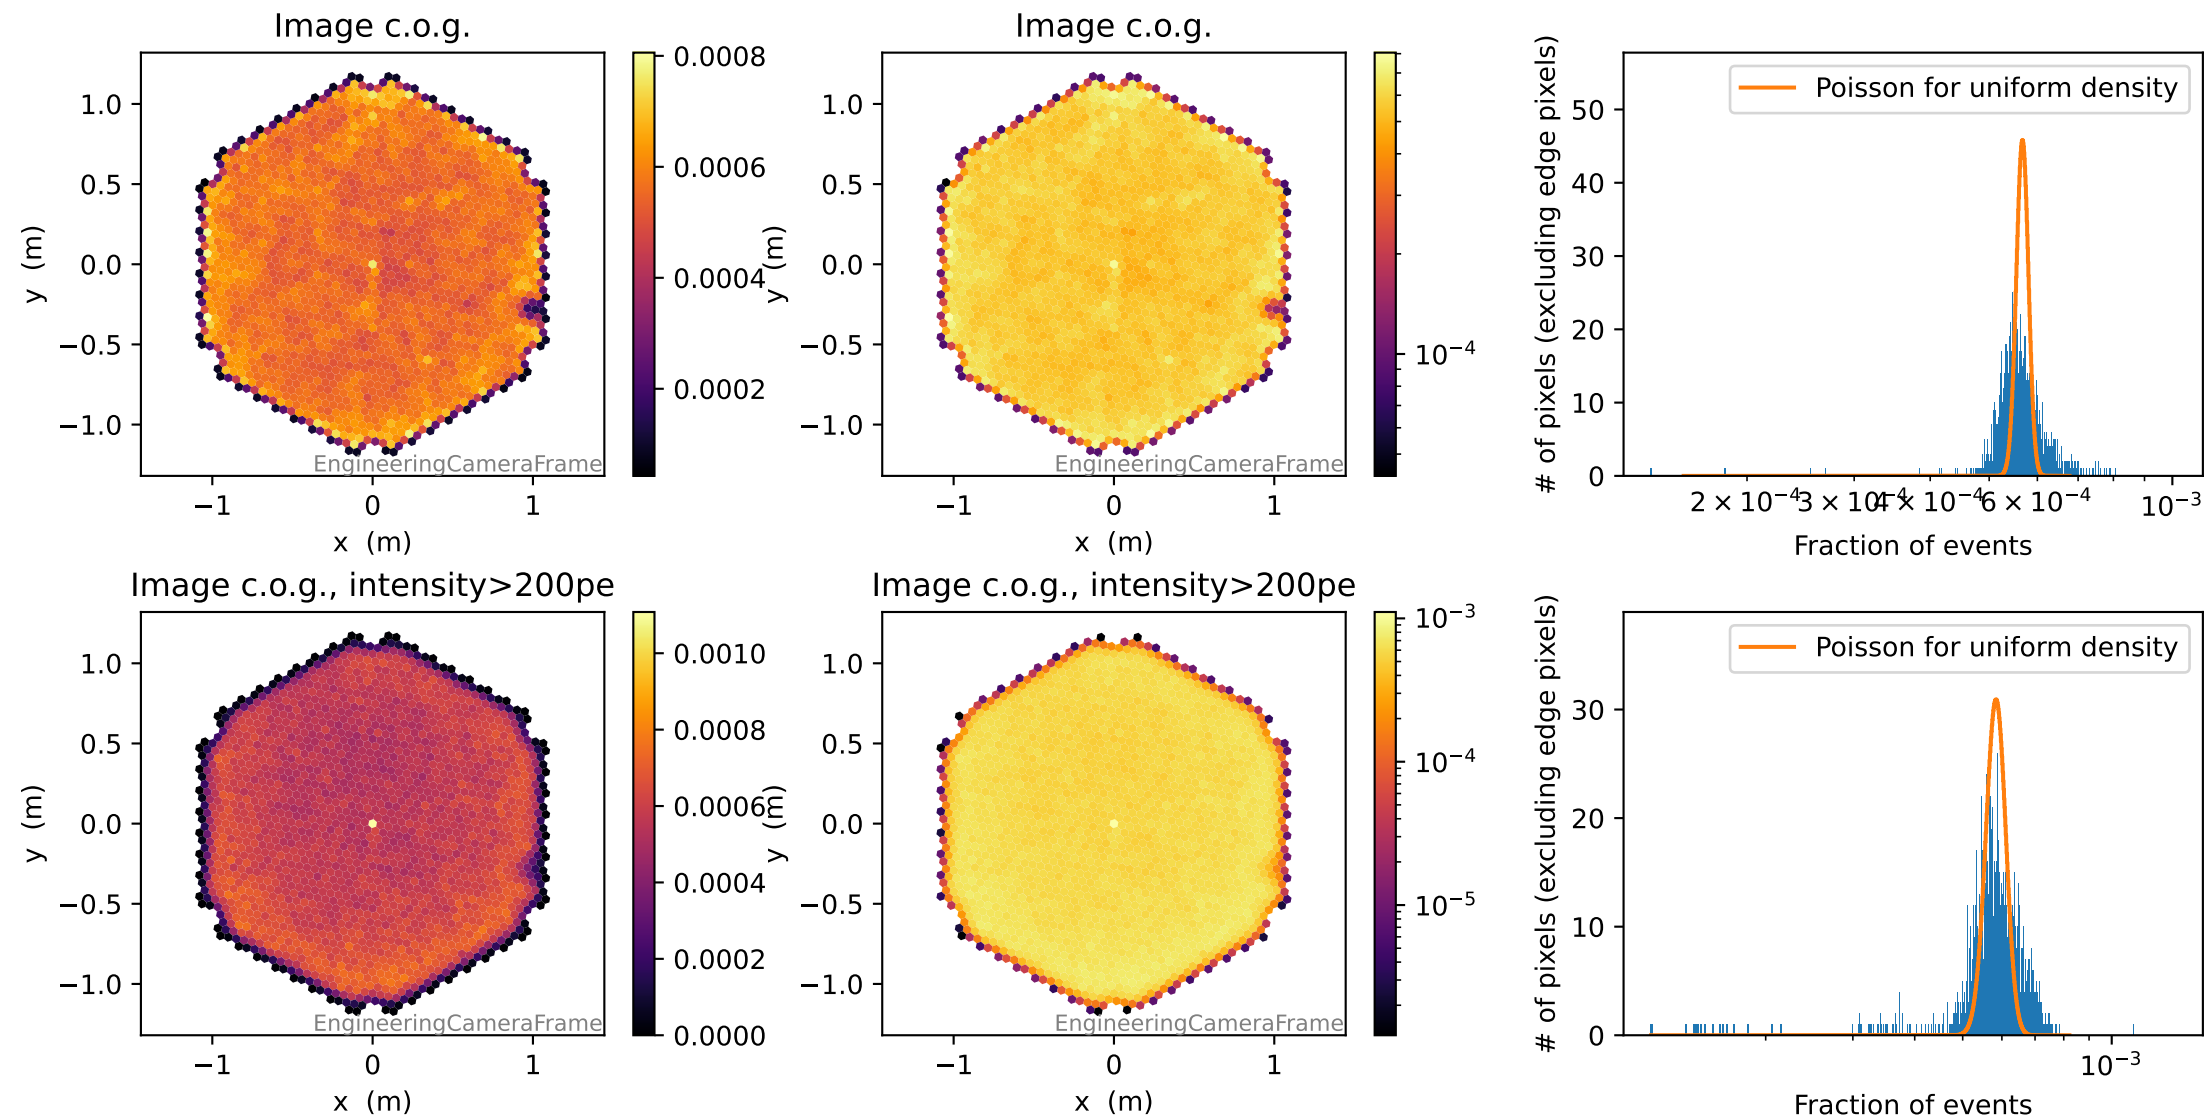 Image c.o.g.
1.0
0.5
0.0
−0.5
−1.0
y (m)
−1
0
1
x (m)
EngineeringCameraFrame
0.0008
0.0006
0.0004
0.0002
Image c.o.g.
1.0
0.5
0.0
−0.5
−1.0
y (m)
−1
0
1
x (m)
EngineeringCameraFrame
10⁻⁴
# of pixels (excluding edge pixels)
50
40
30
20
10
0
Poisson for uniform density
2 × 10⁻⁴
3 × 10⁻⁴
4 × 10⁻⁴
6 × 10⁻⁴
10⁻³
Fraction of events
Image c.o.g., intensity>200pe
1.0
0.5
0.0
−0.5
−1.0
y (m)
−1
0
1
x (m)
EngineeringCameraFrame
0.0010
0.0008
0.0006
0.0004
0.0002
0.0000
Image c.o.g., intensity>200pe
1.0
0.5
0.0
−0.5
−1.0
y (m)
−1
0
1
x (m)
EngineeringCameraFrame
10⁻³
10⁻⁴
10⁻⁵
# of pixels (excluding edge pixels)
30
20
10
0
Poisson for uniform density
10⁻³
Fraction of events